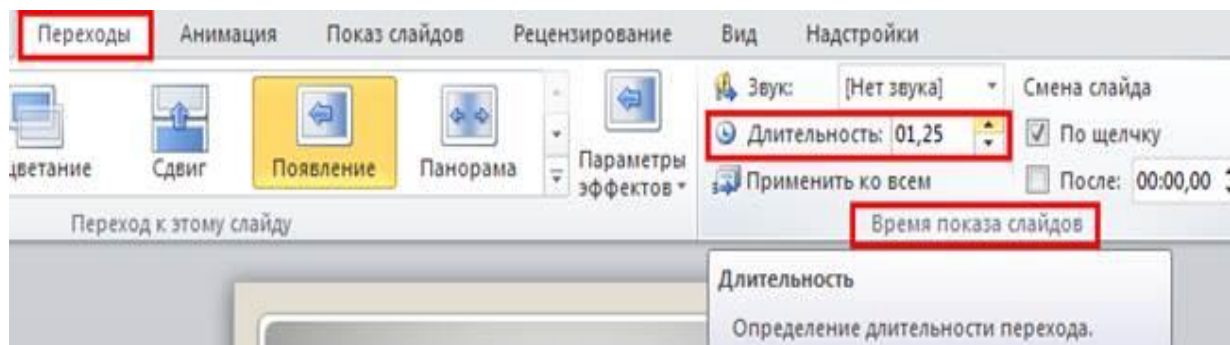 Переходы Анимация Показ слайдов Рецензирование Вид Надстройки
Звук: [Нет звука] Смена слайда
Длительность: 01,25 По щелчку
цветание Сдвиг Появление Панорама Параметры эффектов
Применить ко всем После: 00:00,00
Переход к этому слайду Время показа слайдов
Длительность
Определение длительности перехода.